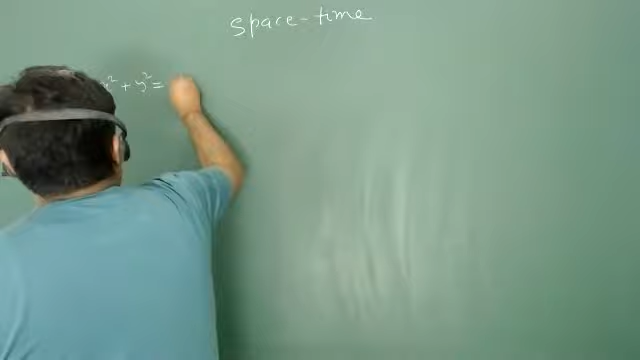 Space-time
x² + y² =